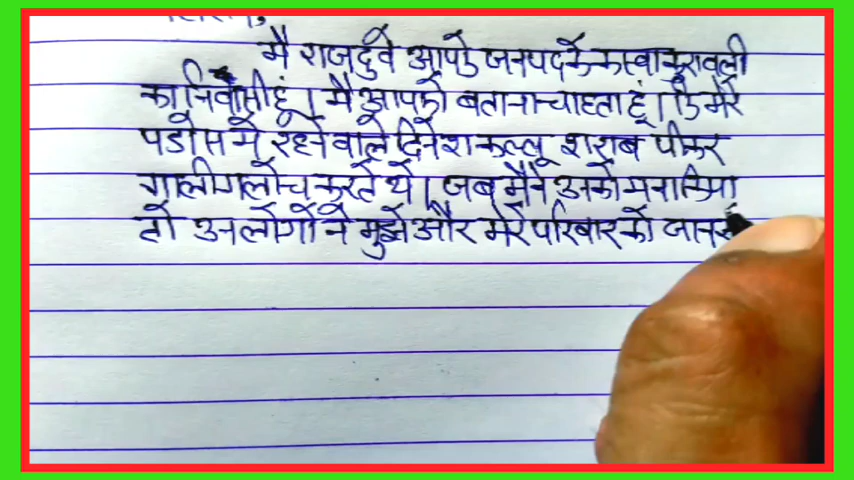 मै राजदुवे आपके जनपद के कस्वा कुरावली
का निवासी हूं। मै आपको बताना चाहता हूं। कि मेरे
पडोस मे रहने वाले दिनेश कल्लू शराब पीकर
गाली गलोच करते थे। जब मैने उनको मना किया
तो उन लोगों ने मुझे और मेरे परिवार को जान